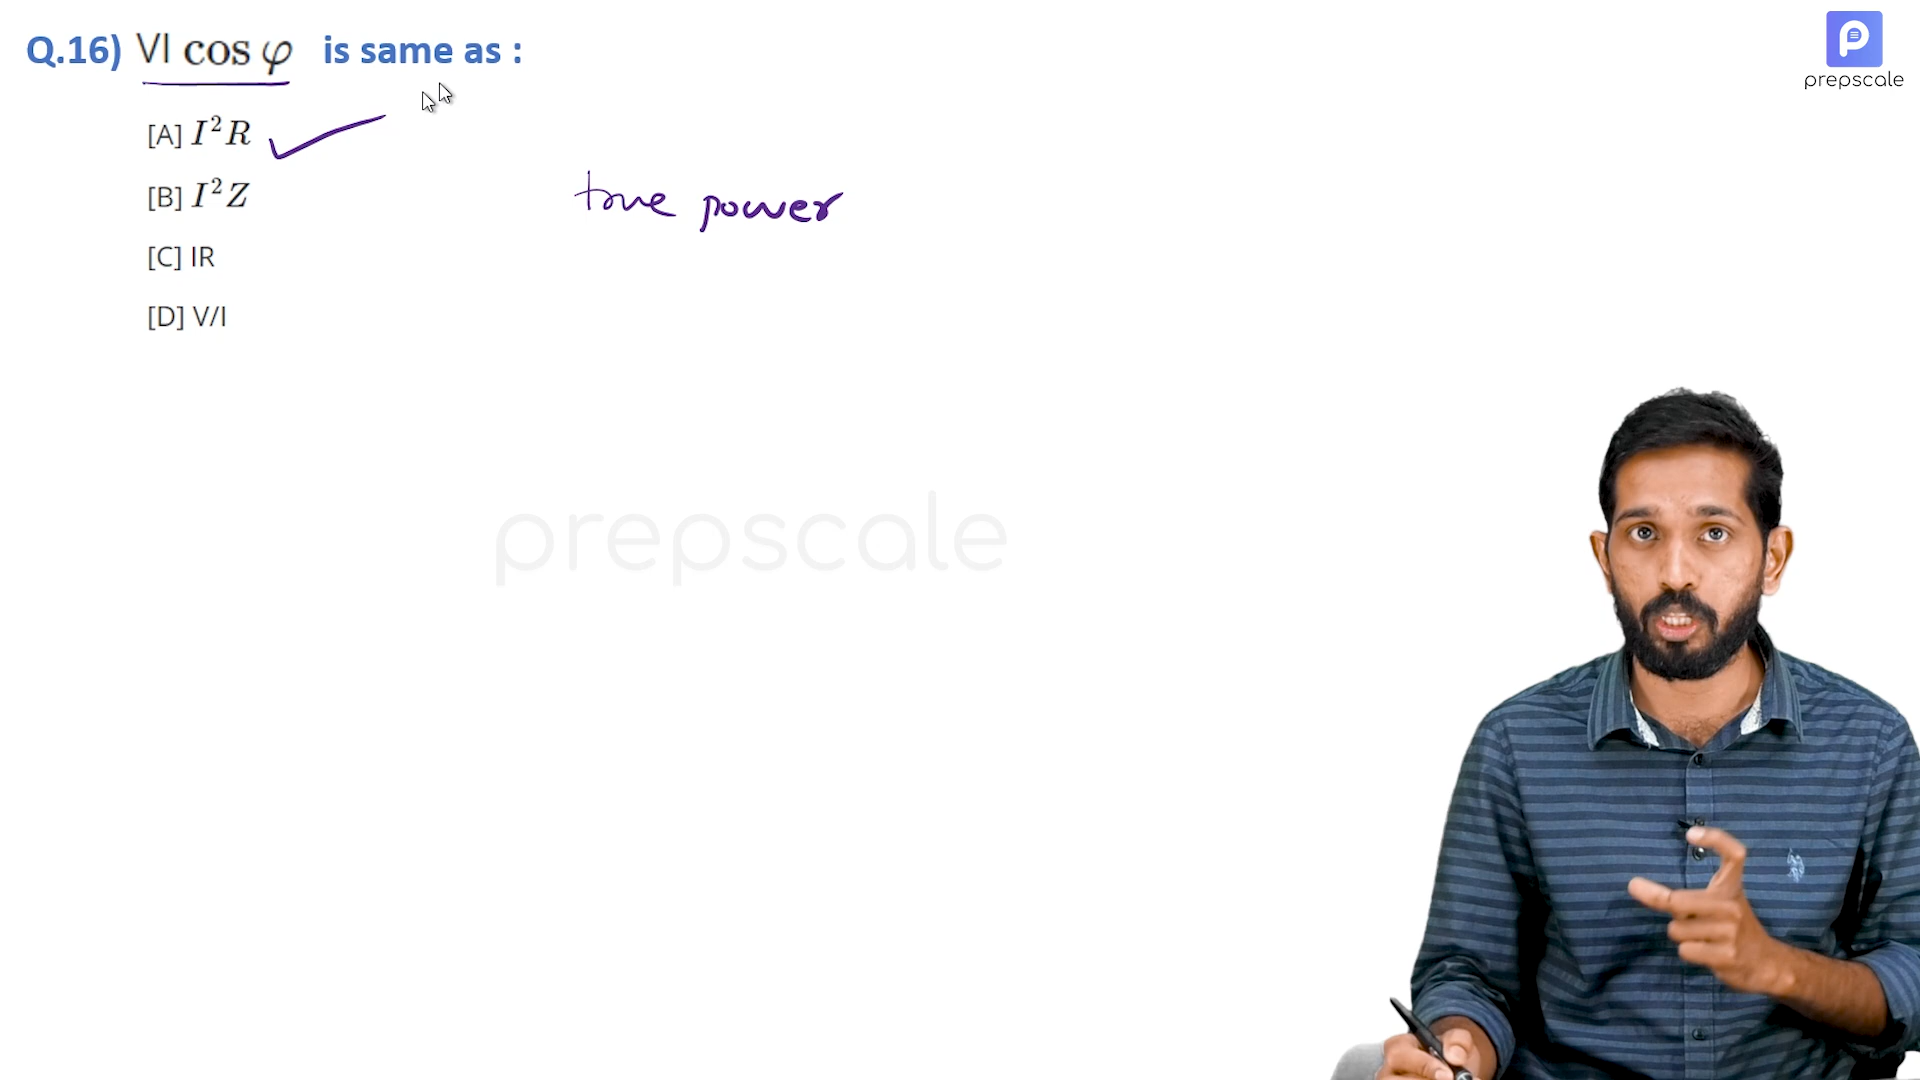 Q.16) VI cos φ is same as :
[A] I²R
[B] I²Z
[C] IR
[D] V/I
true power
prepscale
prepscale